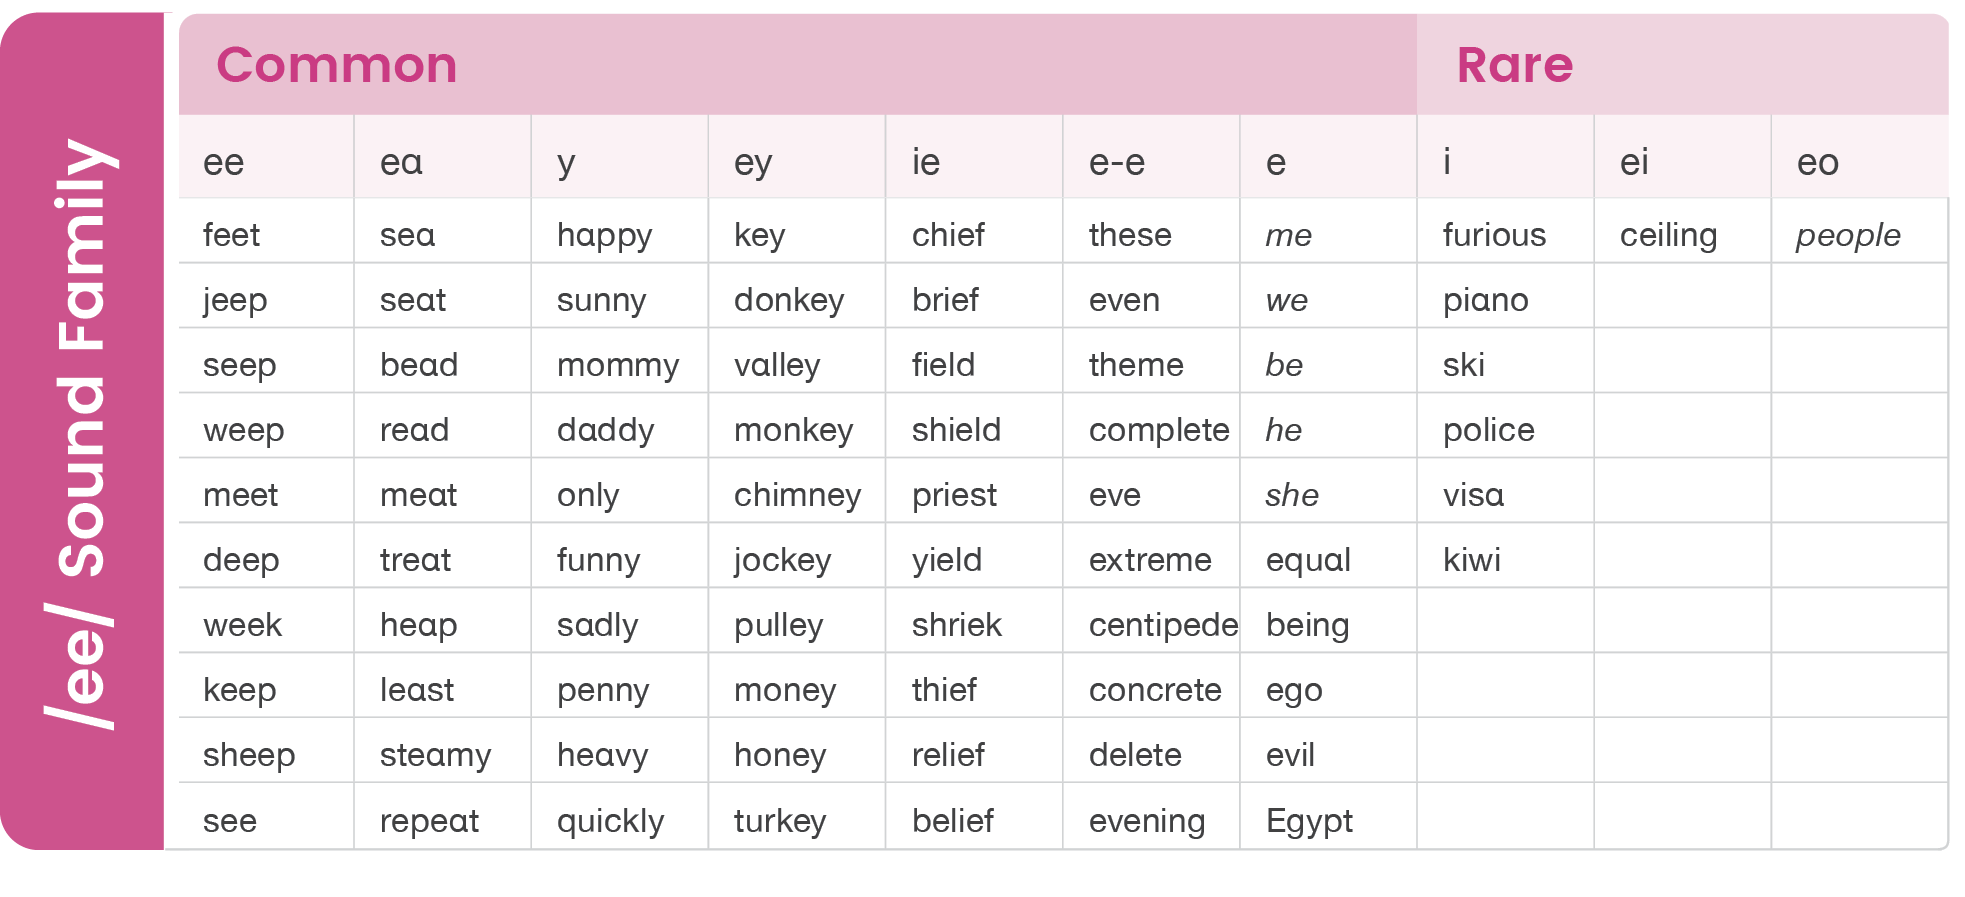 /ee/ Sound Family
Common Rare
ee ea y ey ie e-e e i ei eo
feet sea happy key chief these me furious ceiling people
jeep seat sunny donkey brief even we piano
seep bead mommy valley field theme be ski
weep read daddy monkey shield complete he police
meet meat only chimney priest eve she visa
deep treat funny jockey yield extreme equal kiwi
week heap sadly pulley shriek centipede being
keep least penny money thief concrete ego
sheep steamy heavy honey relief delete evil
see repeat quickly turkey belief evening Egypt